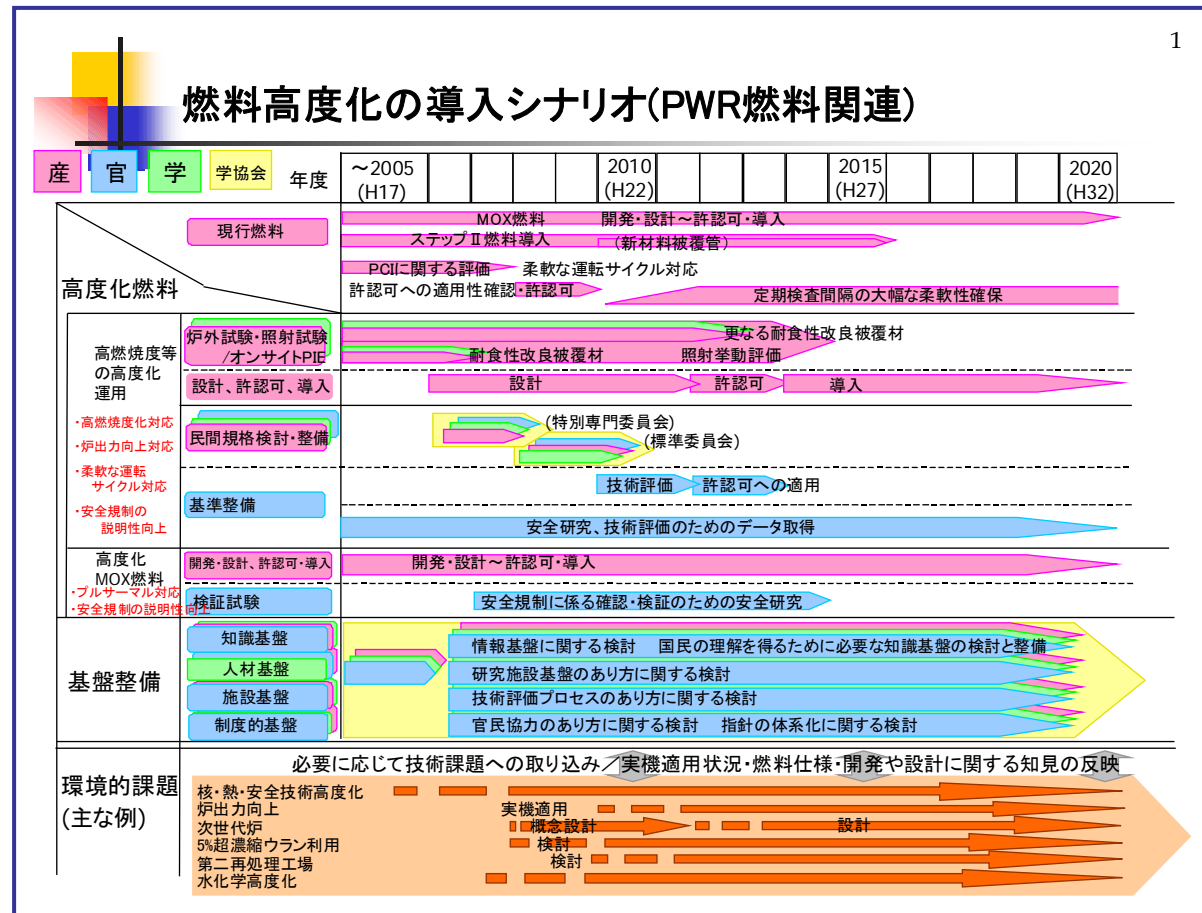 1
燃料高度化の導入シナリオ(PWR燃料関連)
産 官 学 学協会 年度 ～2005 2010 2015 2020
(H17) (H22) (H27) (H32)
高度化燃料
現行燃料
MOX燃料 開発・設計～許認可・導入
ステップⅡ燃料導入 (新材料被覆管)
PCIに関する評価 柔軟な運転サイクル対応
許認可への適用性確認・許認可
定期検査間隔の大幅な柔軟性確保
高燃焼度等
の高度化
運用
・高燃焼度化対応
・炉出力向上対応
・柔軟な運転
サイクル対応
・安全規制の
説明性向上
炉外試験・照射試験
/オンサイトPIE
更なる耐食性改良被覆材
耐食性改良被覆材 照射挙動評価
設計、許認可、導入
設計 許認可 導入
民間規格検討・整備
(特別専門委員会)
(標準委員会)
基準整備
技術評価 許認可への適用
安全研究、技術評価のためのデータ取得
高度化
MOX燃料
・プルサーマル対応
・安全規制の説明性向上
開発・設計、許認可・導入
開発・設計～許認可・導入
検証試験
安全規制に係る確認・検証のための安全研究
基盤整備
知識基盤
人材基盤
施設基盤
制度的基盤
情報基盤に関する検討 国民の理解を得るために必要な知識基盤の検討と整備
研究施設基盤のあり方に関する検討
技術評価プロセスのあり方に関する検討
官民協力のあり方に関する検討 指針の体系化に関する検討
環境的課題
(主な例)
必要に応じて技術課題への取り込み／実機適用状況・燃料仕様・開発や設計に関する知見の反映
核・熱・安全技術高度化
炉出力向上 実機適用
次世代炉 概念設計 設計
5%超濃縮ウラン利用 検討
第二再処理工場 検討
水化学高度化